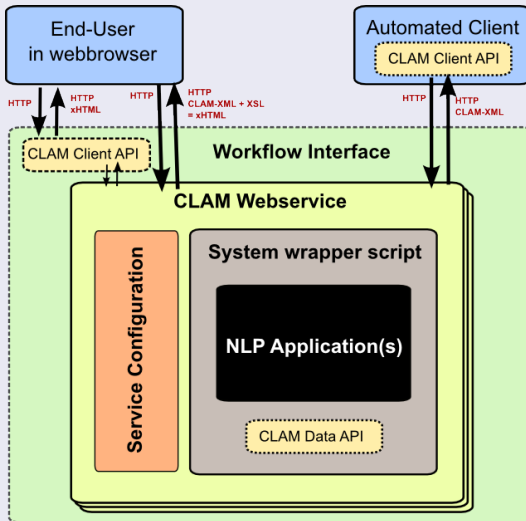 End-User
in webbrowser
Automated Client
CLAM Client API
HTTP
HTTP
xHTML
HTTP
HTTP
CLAM-XML + XSL
= xHTML
HTTP
HTTP
CLAM-XML
CLAM Client API
Workflow Interface
CLAM Webservice
Service Configuration
System wrapper script
NLP Application(s)
CLAM Data API